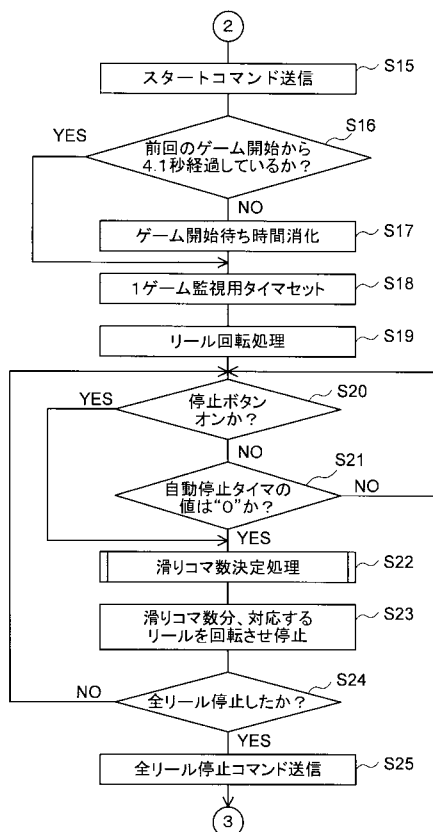 2
スタートコマンド送信
S15
YES
前回のゲーム開始から
4.1秒経過しているか?
S16
NO
ゲーム開始待ち時間消化
S17
1ゲーム監視用タイマセット
S18
リール回転処理
S19
YES
停止ボタン
オンか?
S20
NO
自動停止タイマの
値は“0”か?
S21
NO
YES
滑りコマ数決定処理
S22
滑りコマ数分、対応する
リールを回転させ停止
S23
NO
全リール停止したか?
S24
YES
全リール停止コマンド送信
S25
3